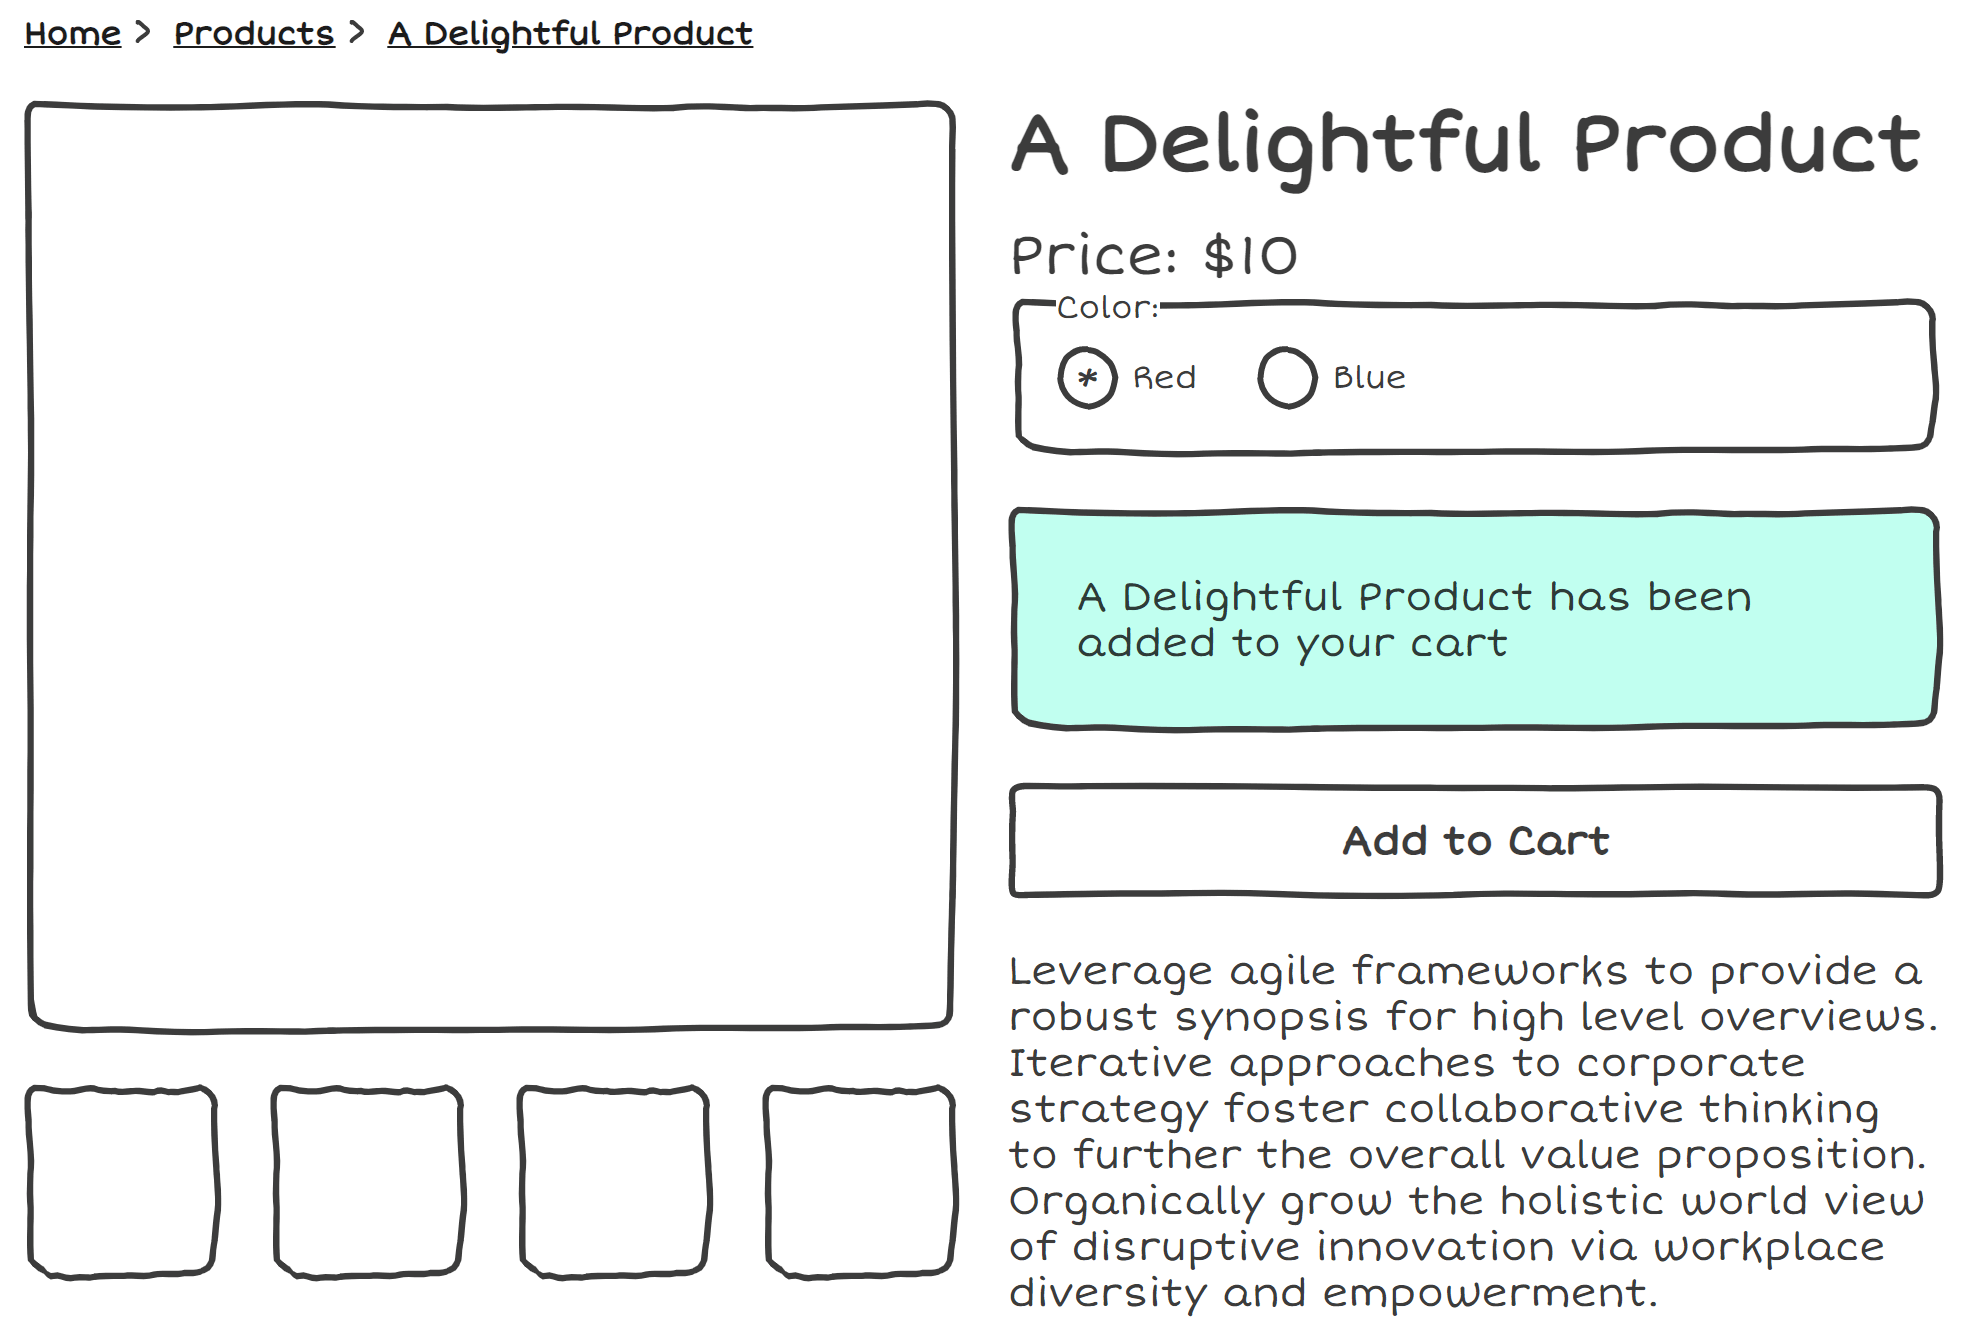 Home > Products > A Delightful Product
A Delightful Product
Price: $10
Color:
* Red Blue
A Delightful Product has been
added to your cart
Add to Cart
Leverage agile frameworks to provide a
robust synopsis for high level overviews.
Iterative approaches to corporate
strategy foster collaborative thinking
to further the overall value proposition.
Organically grow the holistic world view
of disruptive innovation via workplace
diversity and empowerment.